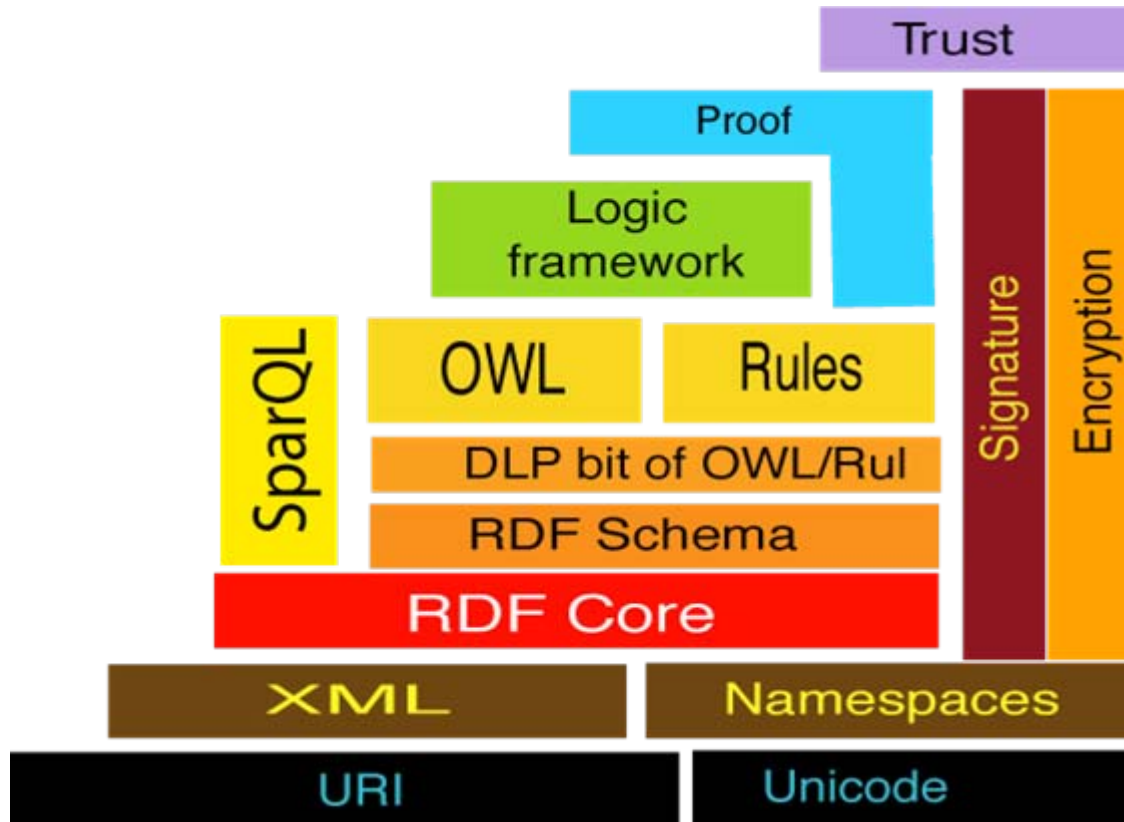 Trust
Proof
Logic
framework
SparQL
OWL
Rules
Signature
Encryption
DLP bit of OWL/Rul
RDF Schema
RDF Core
XML
Namespaces
URI
Unicode